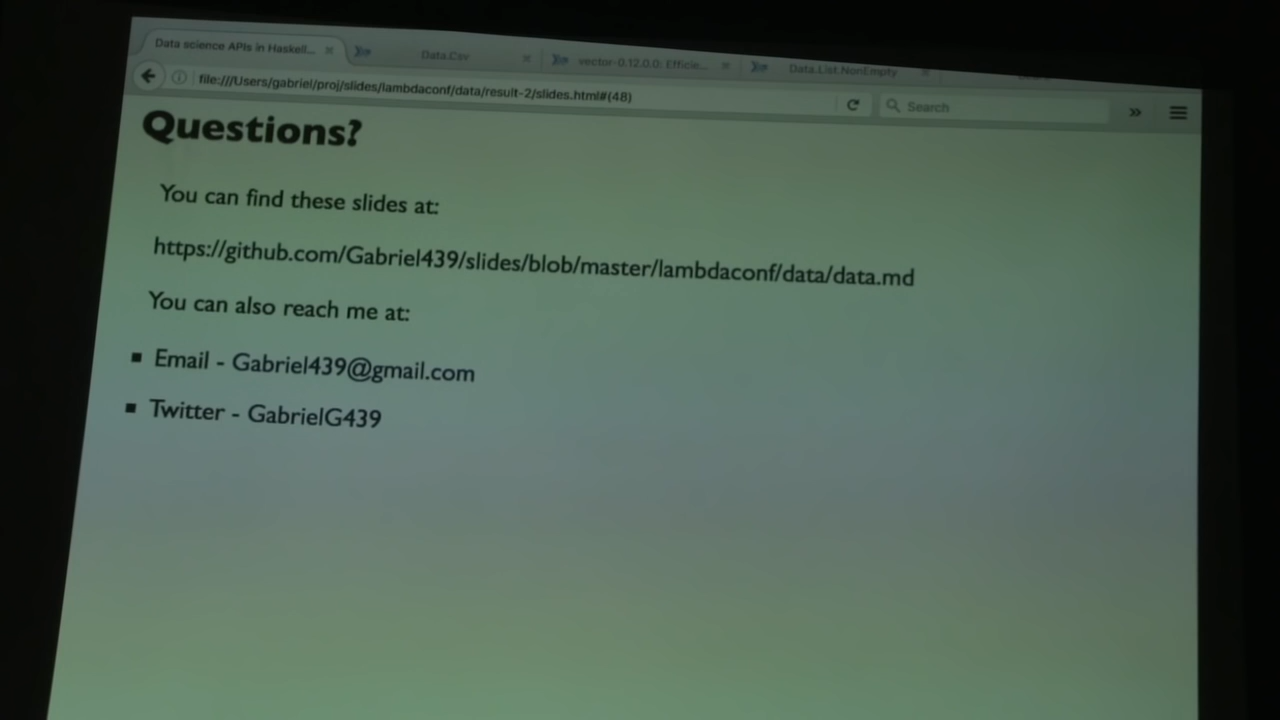 Data science APIs in Haskell...
Data.Csv
vector-0.12.0.0: Efficie...
Data.List.NonEmpty
file:///Users/gabriel/proj/slides/lambdaconf/data/result-2/slides.html#(48)
Search
Questions?
You can find these slides at:
https://github.com/Gabriel439/slides/blob/master/lambdaconf/data/data.md
You can also reach me at:
Email - Gabriel439@gmail.com
Twitter - GabrielG439